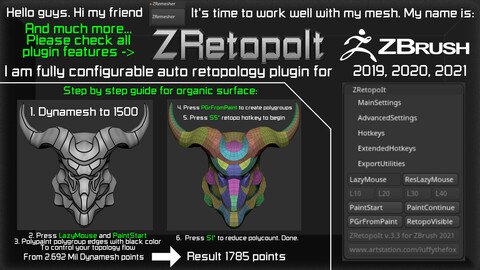 ZRemesher
ZRemesher
Hello guys. Hi my friend
It's time to work well with my mesh. My name is:
And much more...
Please check all
plugin features ->
ZRetopoIt
ZBRUSH
I am fully configurable auto retopology plugin for
2019, 2020, 2021
Step by step guide for organic surface:
1. Dynamesh to 1500
4. Press PGrFromPaint to create polygroups
5. Press S5* retopo hotkey to begin
2. Press LazyMouse and PaintStart
3. Polypaint polygroup edges with black color
To control your topology flow
6. Press S1* to reduce polycount. Done.
From 2.692 Mil Dynamesh points
Result 1785 points
ZRetopoIt
MainSettings
AdvancedSettings
Hotkeys
ExtendedHotkeys
ExportUtilities
LazyMouse
ResLazyMouse
L10
L20
L30
L40
PaintStart
PaintContinue
PGrFromPaint
RetopoVisible
ZRetopoIt v.3.3 for ZBrush 2021
www.artstation.com/iuffythefox